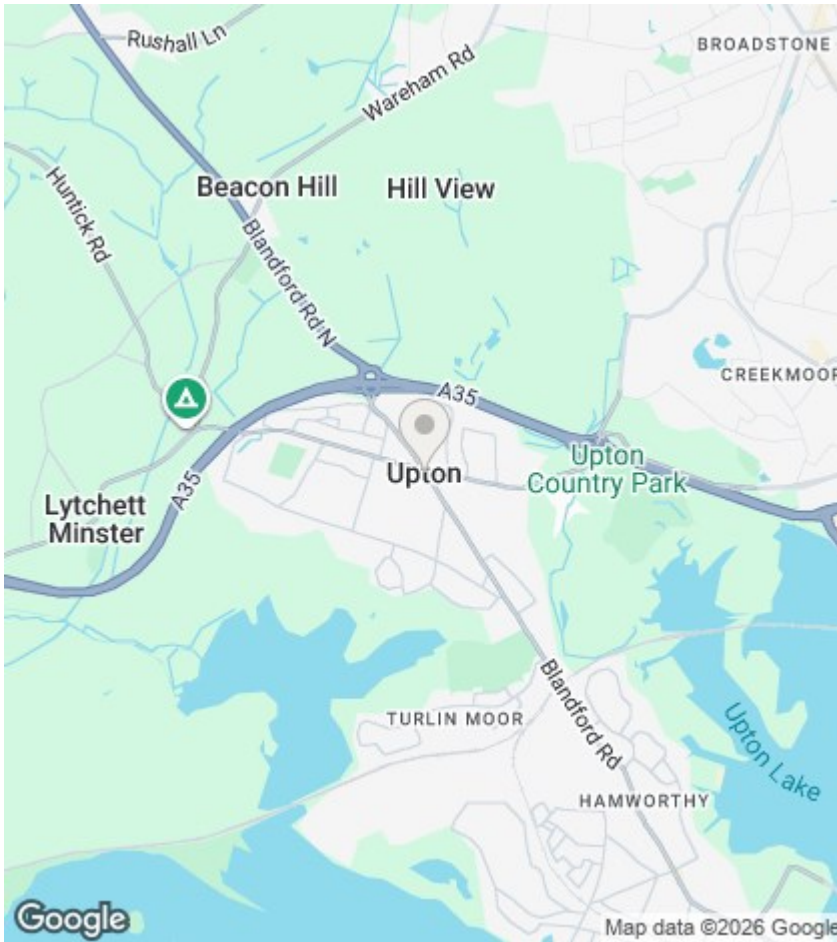 Rushall Ln
BROADSTONE
Wareham Rd
Beacon Hill
Hill View
Huntick Rd
Blandford Rd N
CREEKMOOR
A35
Upton
Upton
Country Park
A35
Lytchett
Minster
Blandford Rd
TURLIN MOOR
Upton Lake
HAMWORTHY
Google
Map data ©2026 Google